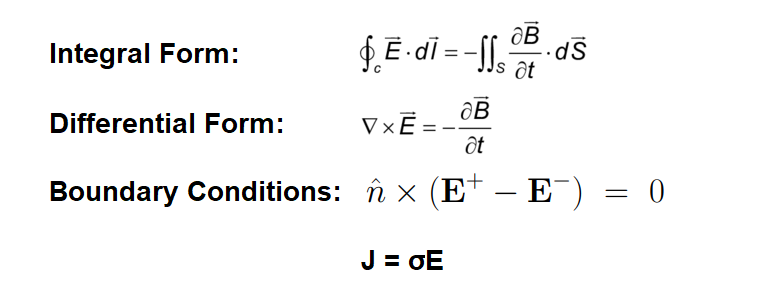 Integral Form: ∮c E⃗ · dl⃗ = −∬S ∂B⃗/∂t · dS⃗
Differential Form: ∇ × E⃗ = −∂B⃗/∂t
Boundary Conditions: n̂ × (E⁺ − E⁻) = 0
J = σE